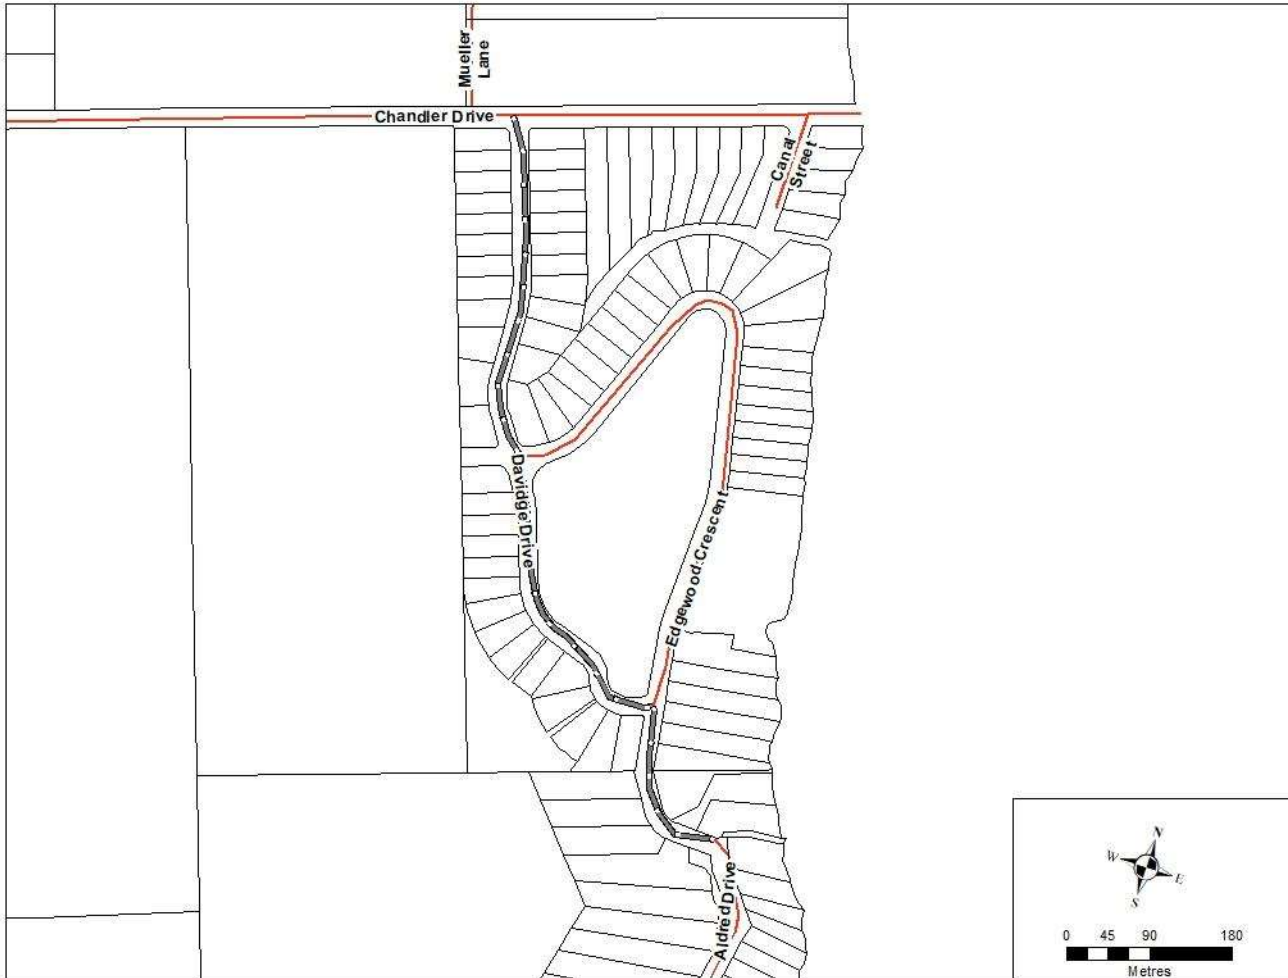 Mueller
Lane
Chandler Drive
Canal
Street
Davidge Drive
Edgewood Crescent
Aldred Drive
N
W
E
S
0 45 90 180
Metres